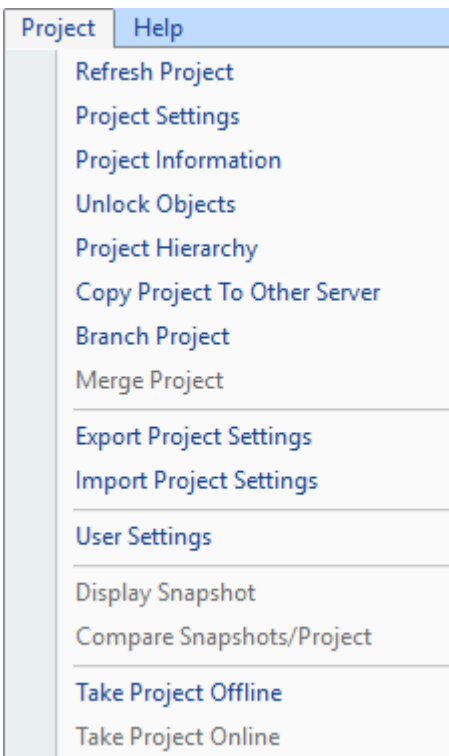 Project Help
Refresh Project
Project Settings
Project Information
Unlock Objects
Project Hierarchy
Copy Project To Other Server
Branch Project
Merge Project
Export Project Settings
Import Project Settings
User Settings
Display Snapshot
Compare Snapshots/Project
Take Project Offline
Take Project Online